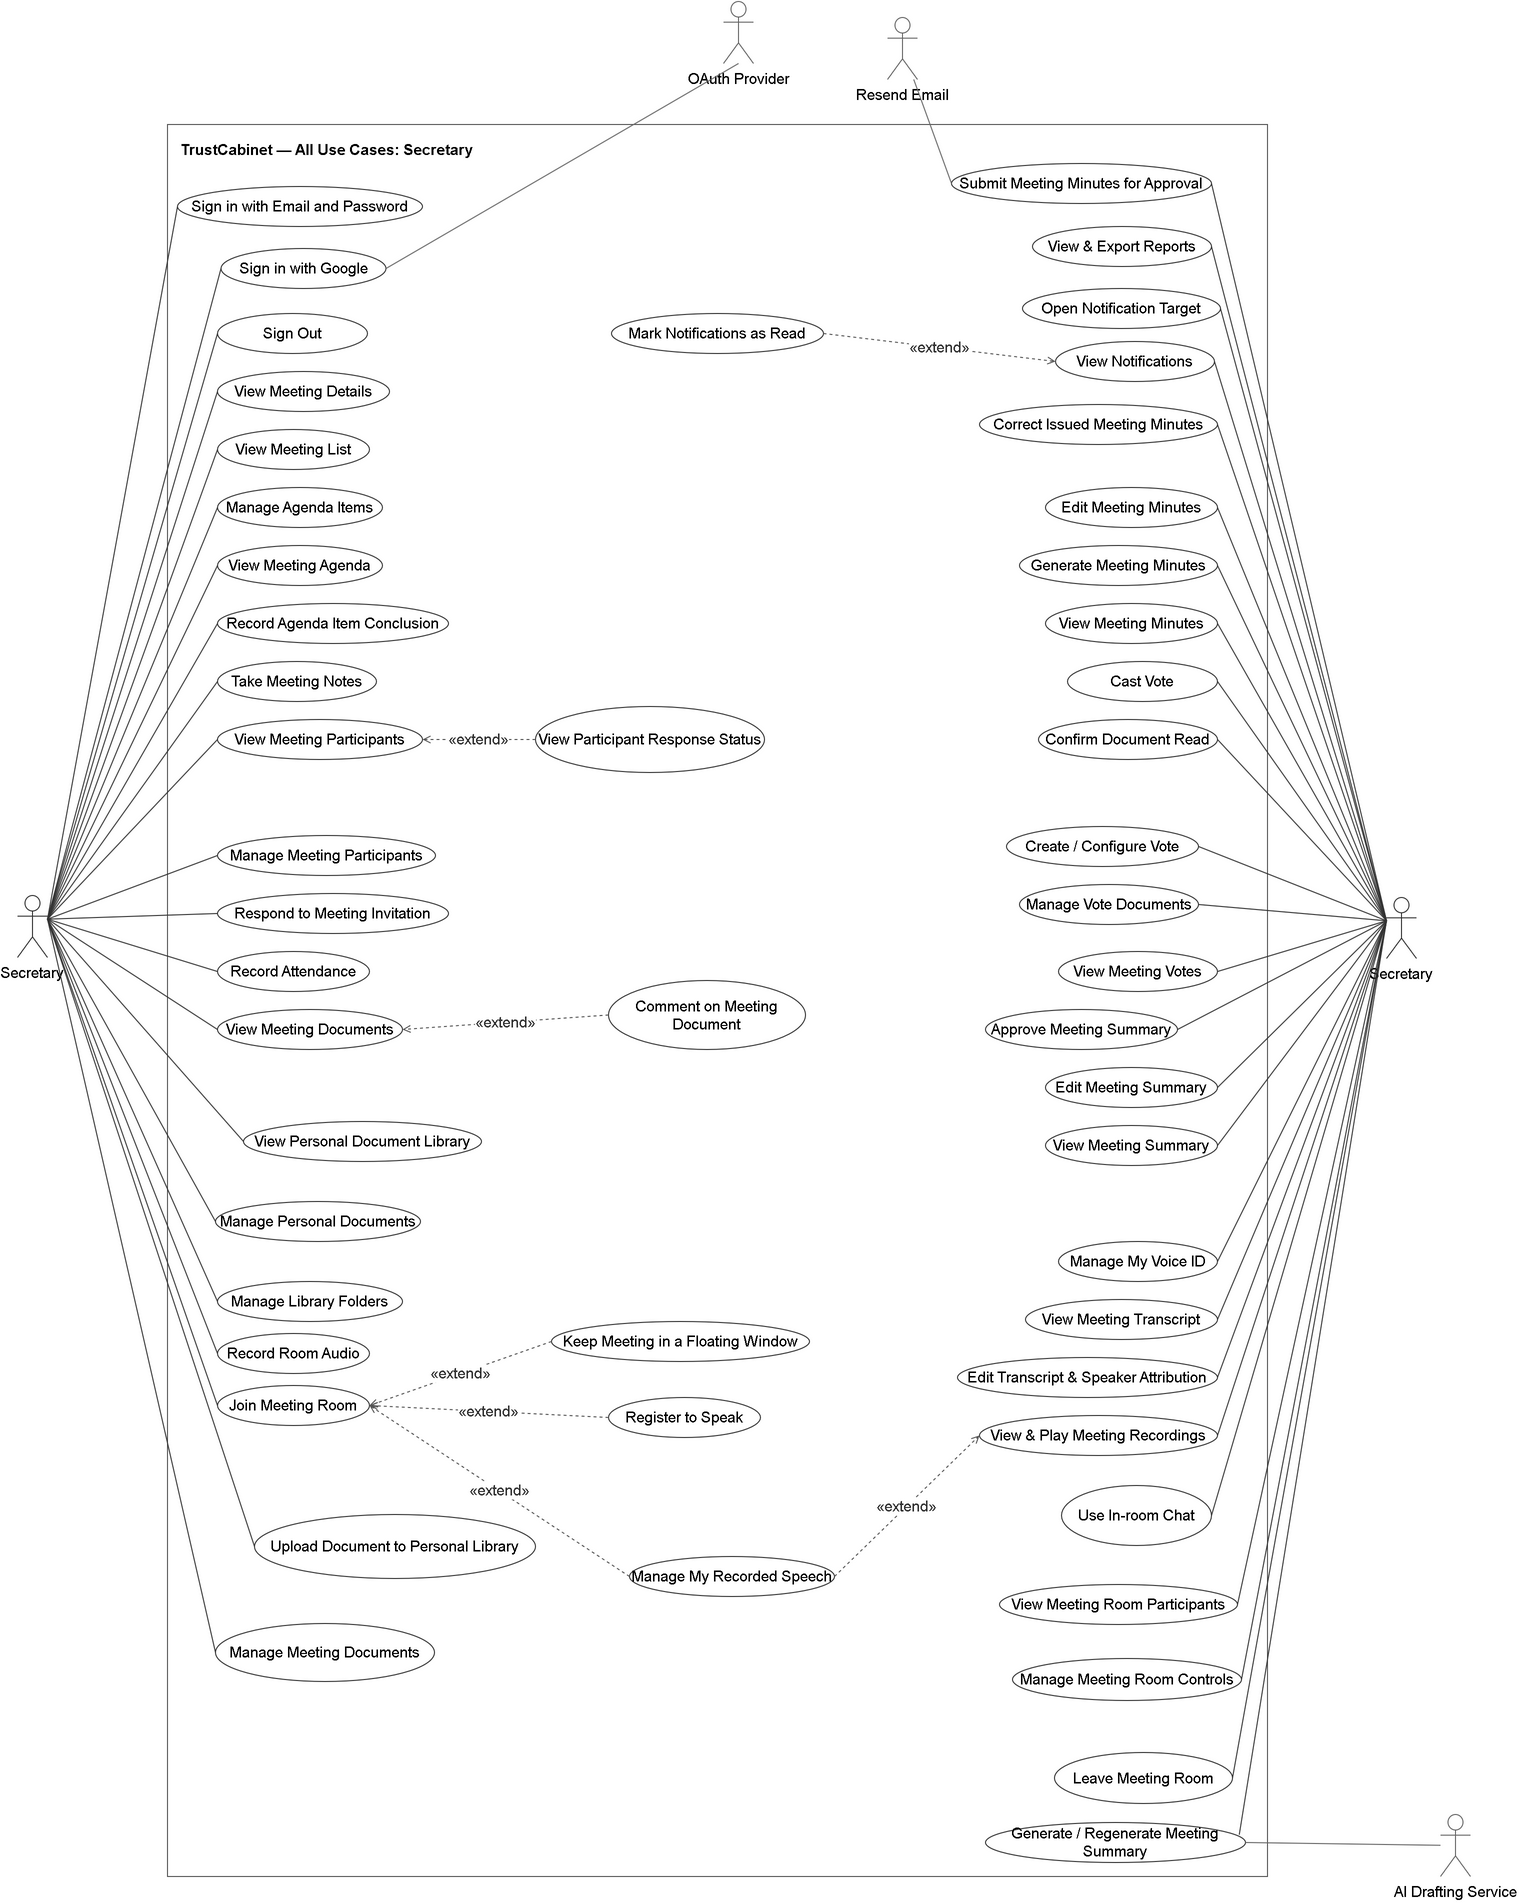 OAuth Provider
Resend Email
TrustCabinet — All Use Cases: Secretary
Sign in with Email and Password
Sign in with Google
Sign Out
View Meeting Details
View Meeting List
Manage Agenda Items
View Meeting Agenda
Record Agenda Item Conclusion
Take Meeting Notes
View Meeting Participants
«extend»
View Participant Response Status
Manage Meeting Participants
Respond to Meeting Invitation
Record Attendance
View Meeting Documents
«extend»
Comment on Meeting
Document
View Personal Document Library
Manage Personal Documents
Manage Library Folders
Record Room Audio
Join Meeting Room
«extend»
Keep Meeting in a Floating Window
«extend»
Register to Speak
«extend»
Manage My Recorded Speech
«extend»
Upload Document to Personal Library
Manage Meeting Documents
Secretary
Mark Notifications as Read
«extend»
Submit Meeting Minutes for Approval
View & Export Reports
Open Notification Target
View Notifications
Correct Issued Meeting Minutes
Edit Meeting Minutes
Generate Meeting Minutes
View Meeting Minutes
Cast Vote
Confirm Document Read
Create / Configure Vote
Manage Vote Documents
View Meeting Votes
Approve Meeting Summary
Edit Meeting Summary
View Meeting Summary
Manage My Voice ID
View Meeting Transcript
Edit Transcript & Speaker Attribution
View & Play Meeting Recordings
Use In-room Chat
View Meeting Room Participants
Manage Meeting Room Controls
Leave Meeting Room
Generate / Regenerate Meeting
Summary
Secretary
AI Drafting Service